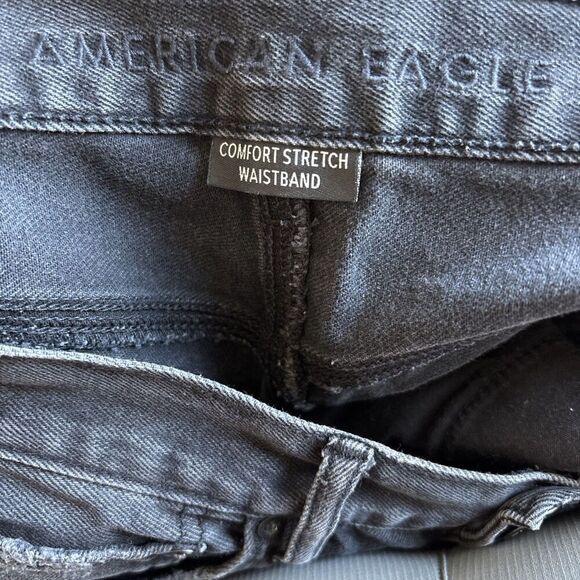 AMERICAN EAGLE
COMFORT STRETCH
WAISTBAND